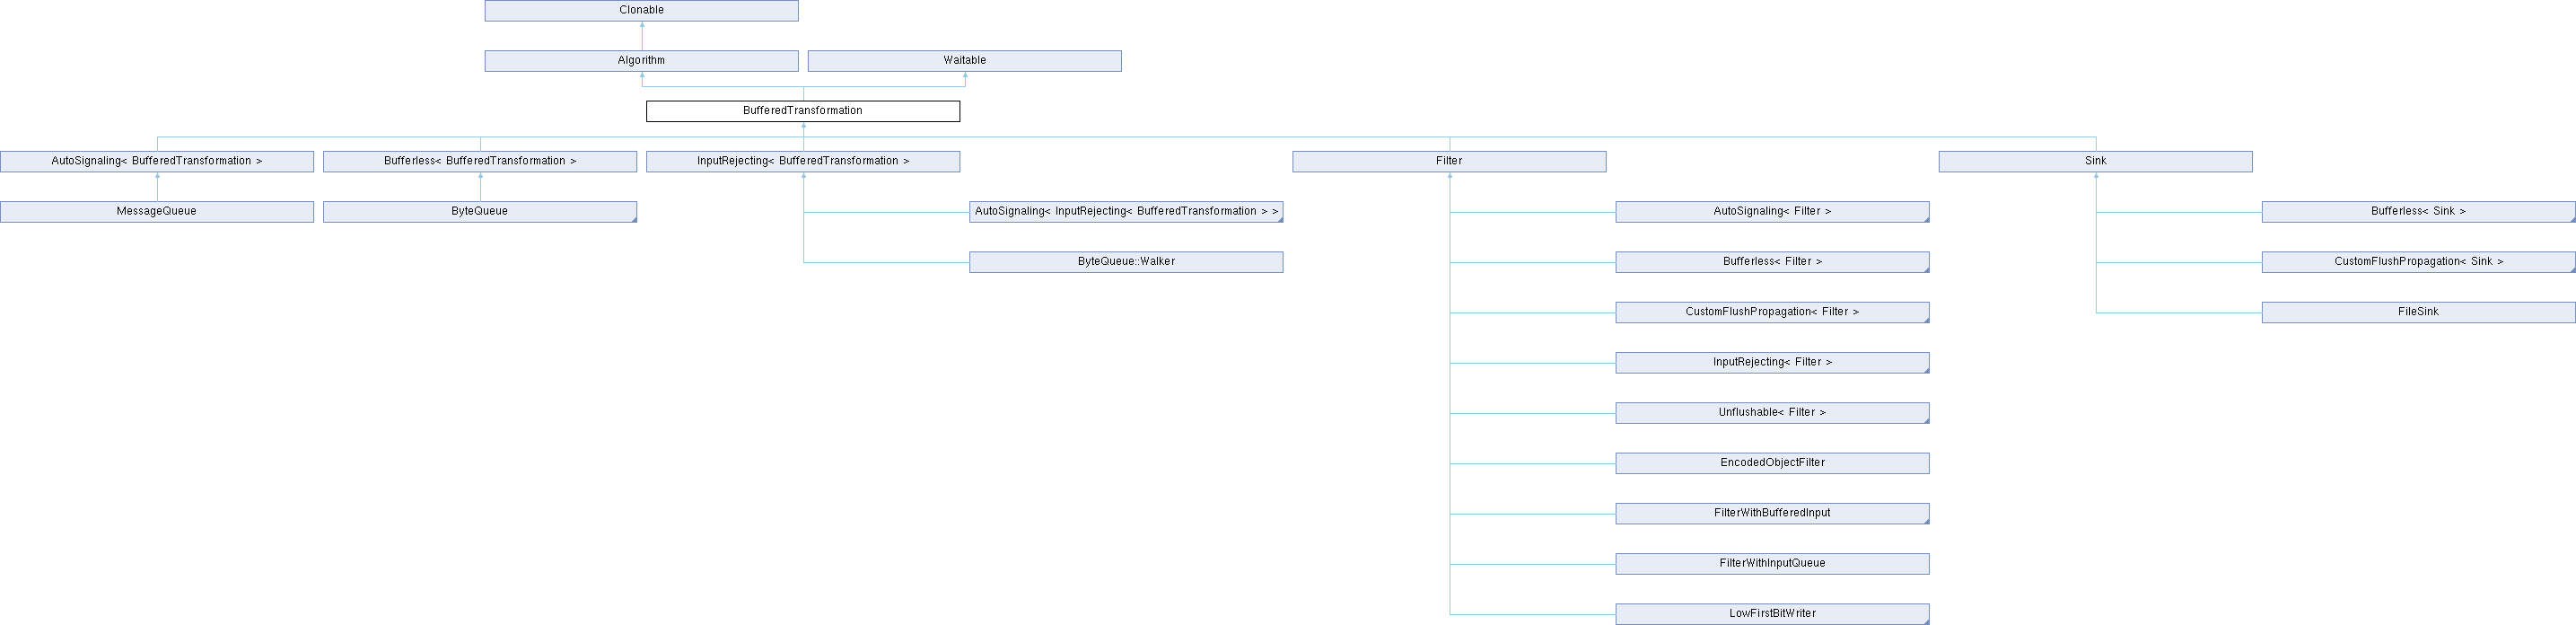 Clonable
Algorithm
Waitable
BufferedTransformation
AutoSignaling< BufferedTransformation >
Bufferless< BufferedTransformation >
InputRejecting< BufferedTransformation >
Filter
Sink
MessageQueue
ByteQueue
AutoSignaling< InputRejecting< BufferedTransformation > >
AutoSignaling< Filter >
Bufferless< Sink >
ByteQueue::Walker
Bufferless< Filter >
CustomFlushPropagation< Sink >
CustomFlushPropagation< Filter >
FileSink
InputRejecting< Filter >
Unflushable< Filter >
EncodedObjectFilter
FilterWithBufferedInput
FilterWithInputQueue
LowFirstBitWriter